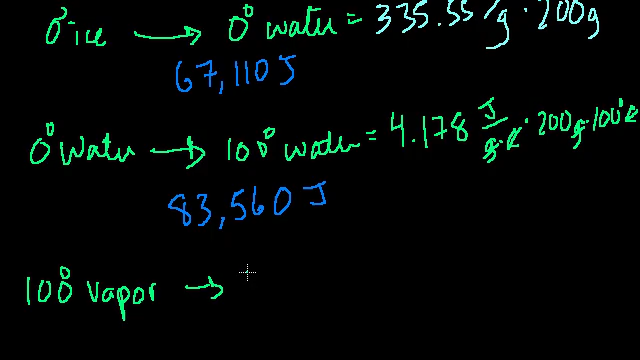 0° ice → 0° water = 335.55 J/g · 200g
67,110 J
0° water → 100° water = 4.178 J/g·K · 200g · 100°K
83,560 J
100° vapor →